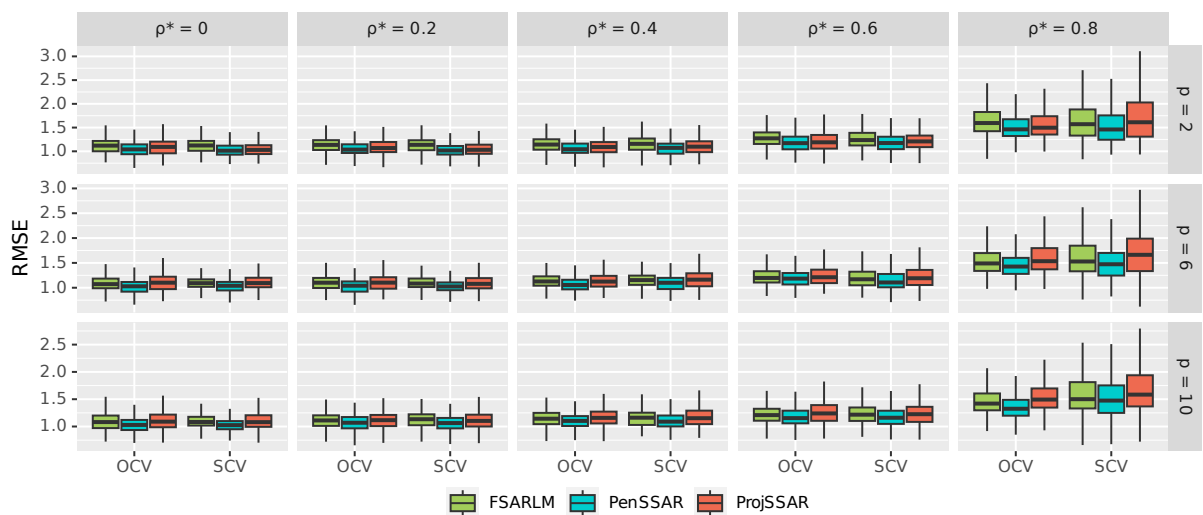 ρ* = 0 ρ* = 0.2 ρ* = 0.4 ρ* = 0.6 ρ* = 0.8
3.0
2.5
2.0
1.5
1.0
p = 2
3.0
2.5
2.0
1.5
1.0
p = 6
RMSE
2.5
2.0
1.5
1.0
p = 10
OCV SCV OCV SCV OCV SCV OCV SCV OCV SCV
FSARLM PenSSAR ProjSSAR